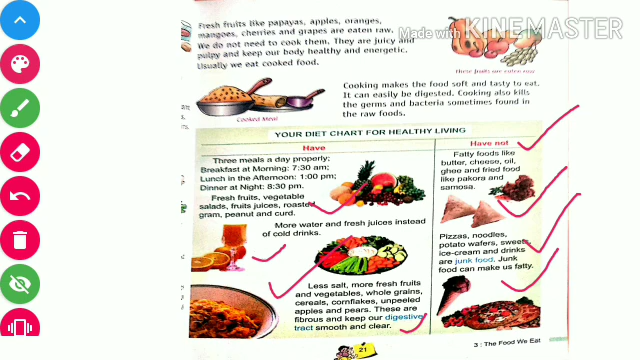 Fresh fruits like papayas, apples, oranges,
mangoes, cherries and grapes are eaten raw.
We do not need to cook them. They are juicy and
pulpy and keep our body healthy and energetic.
Usually we eat cooked food.
Made with KINEMASTER
These fruits are eaten raw
Cooking makes the food soft and tasty to eat.
It can easily be digested. Cooking also kills
the germs and bacteria sometimes found in
the raw foods.
Cooked Meal
YOUR DIET CHART FOR HEALTHY LIVING
Have
Three meals a day properly;
Breakfast at Morning: 7:30 am;
Lunch in the Afternoon: 1:00 pm;
Dinner at Night: 8:30 pm.
Fresh fruits, vegetable
salads, fruits juices, roasted
gram, peanut and curd.
More water and fresh juices instead
of cold drinks.
Less salt, more fresh fruits
and vegetables, whole grains,
cereals, cornflakes, unpeeled
apples and pears. These are
fibrous and keep our digestive
tract smooth and clear.
Have not
Fatty foods like
butter, cheese, oil,
ghee and fried food
like pakora and
samosa.
Pizzas, noodles,
potato wafers, sweets,
ice-cream and drinks
are junk food. Junk
food can make us fatty.
21
3 : The Food We Eat